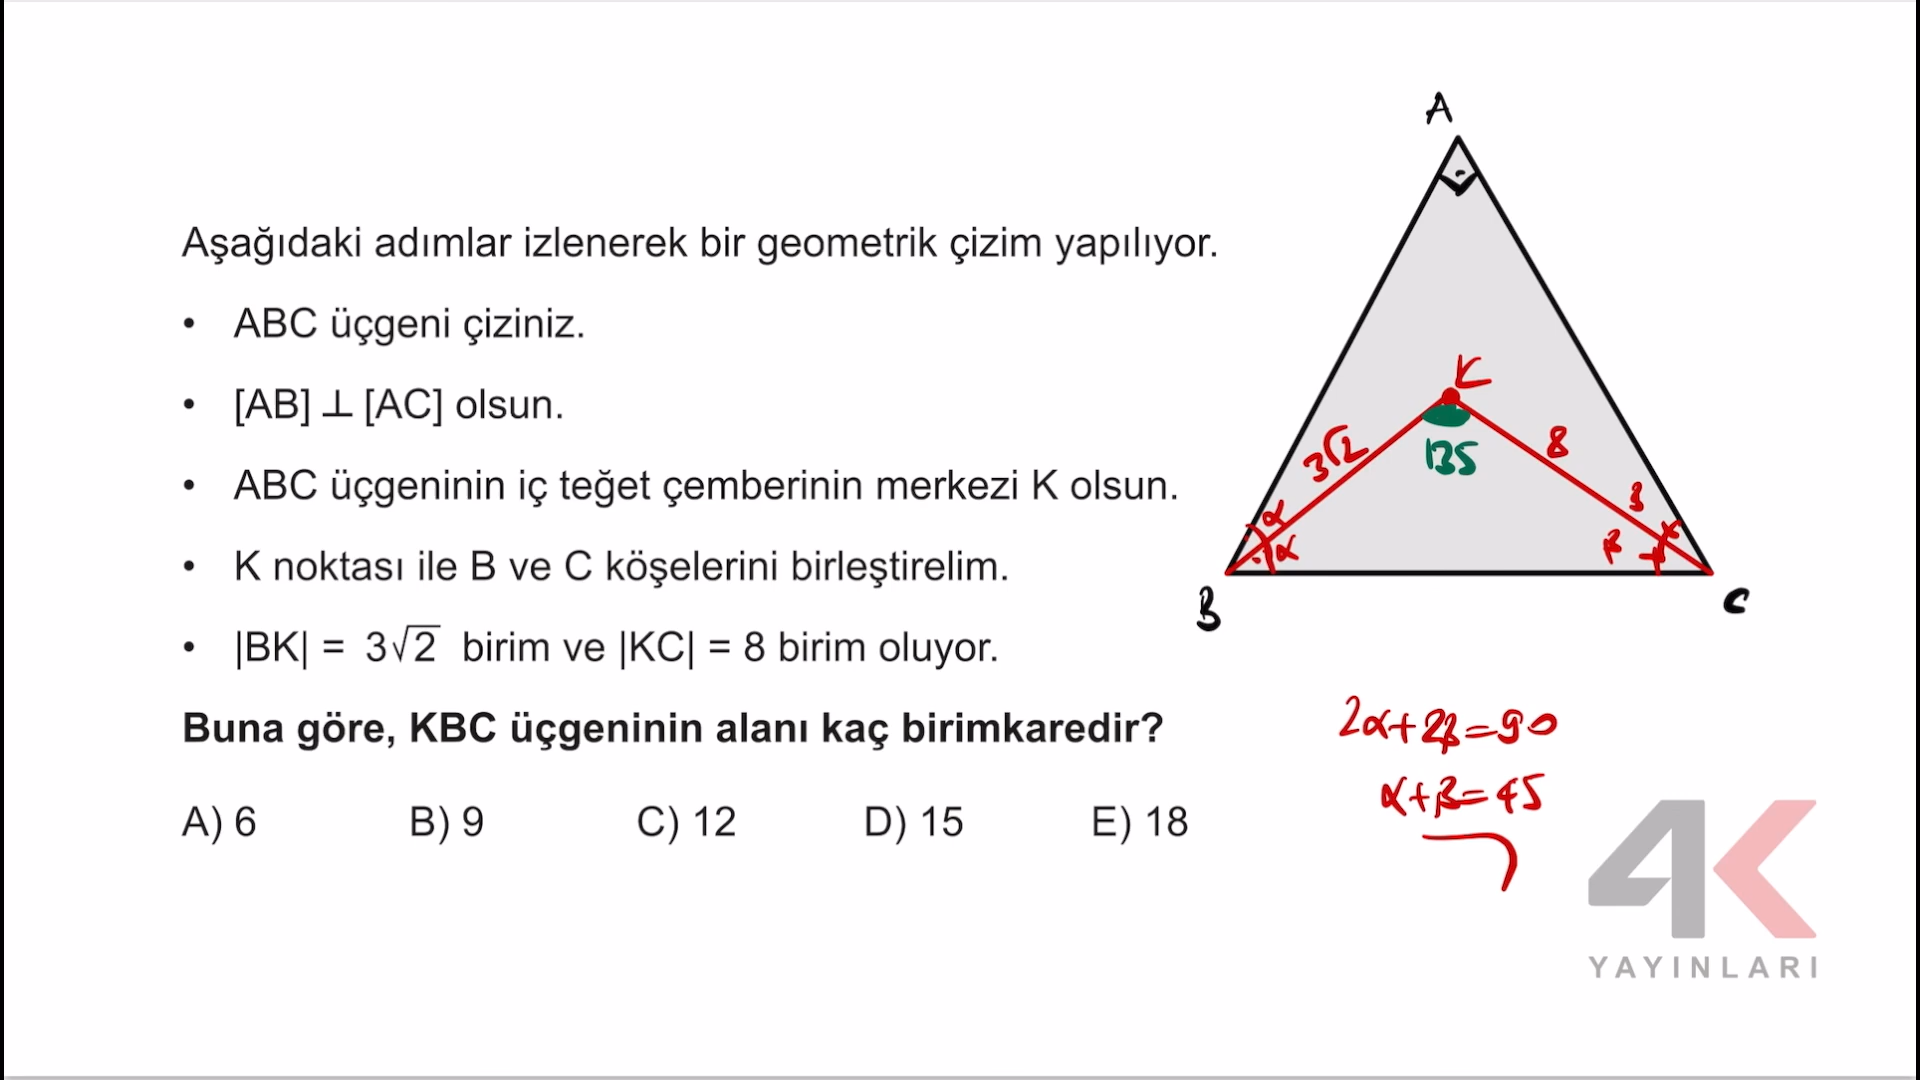 Aşağıdaki adımlar izlenerek bir geometrik çizim yapılıyor.
• ABC üçgeni çiziniz.
• [AB] ⊥ [AC] olsun.
• ABC üçgeninin iç teğet çemberinin merkezi K olsun.
• K noktası ile B ve C köşelerini birleştirelim.
• |BK| = 3√2 birim ve |KC| = 8 birim oluyor.
Buna göre, KBC üçgeninin alanı kaç birimkaredir?
A) 6 B) 9 C) 12 D) 15 E) 18
A
K
3√2
8
135
α
α
β
β
B
C
2α+2β=90
α+β=45
4K
YAYINLARI